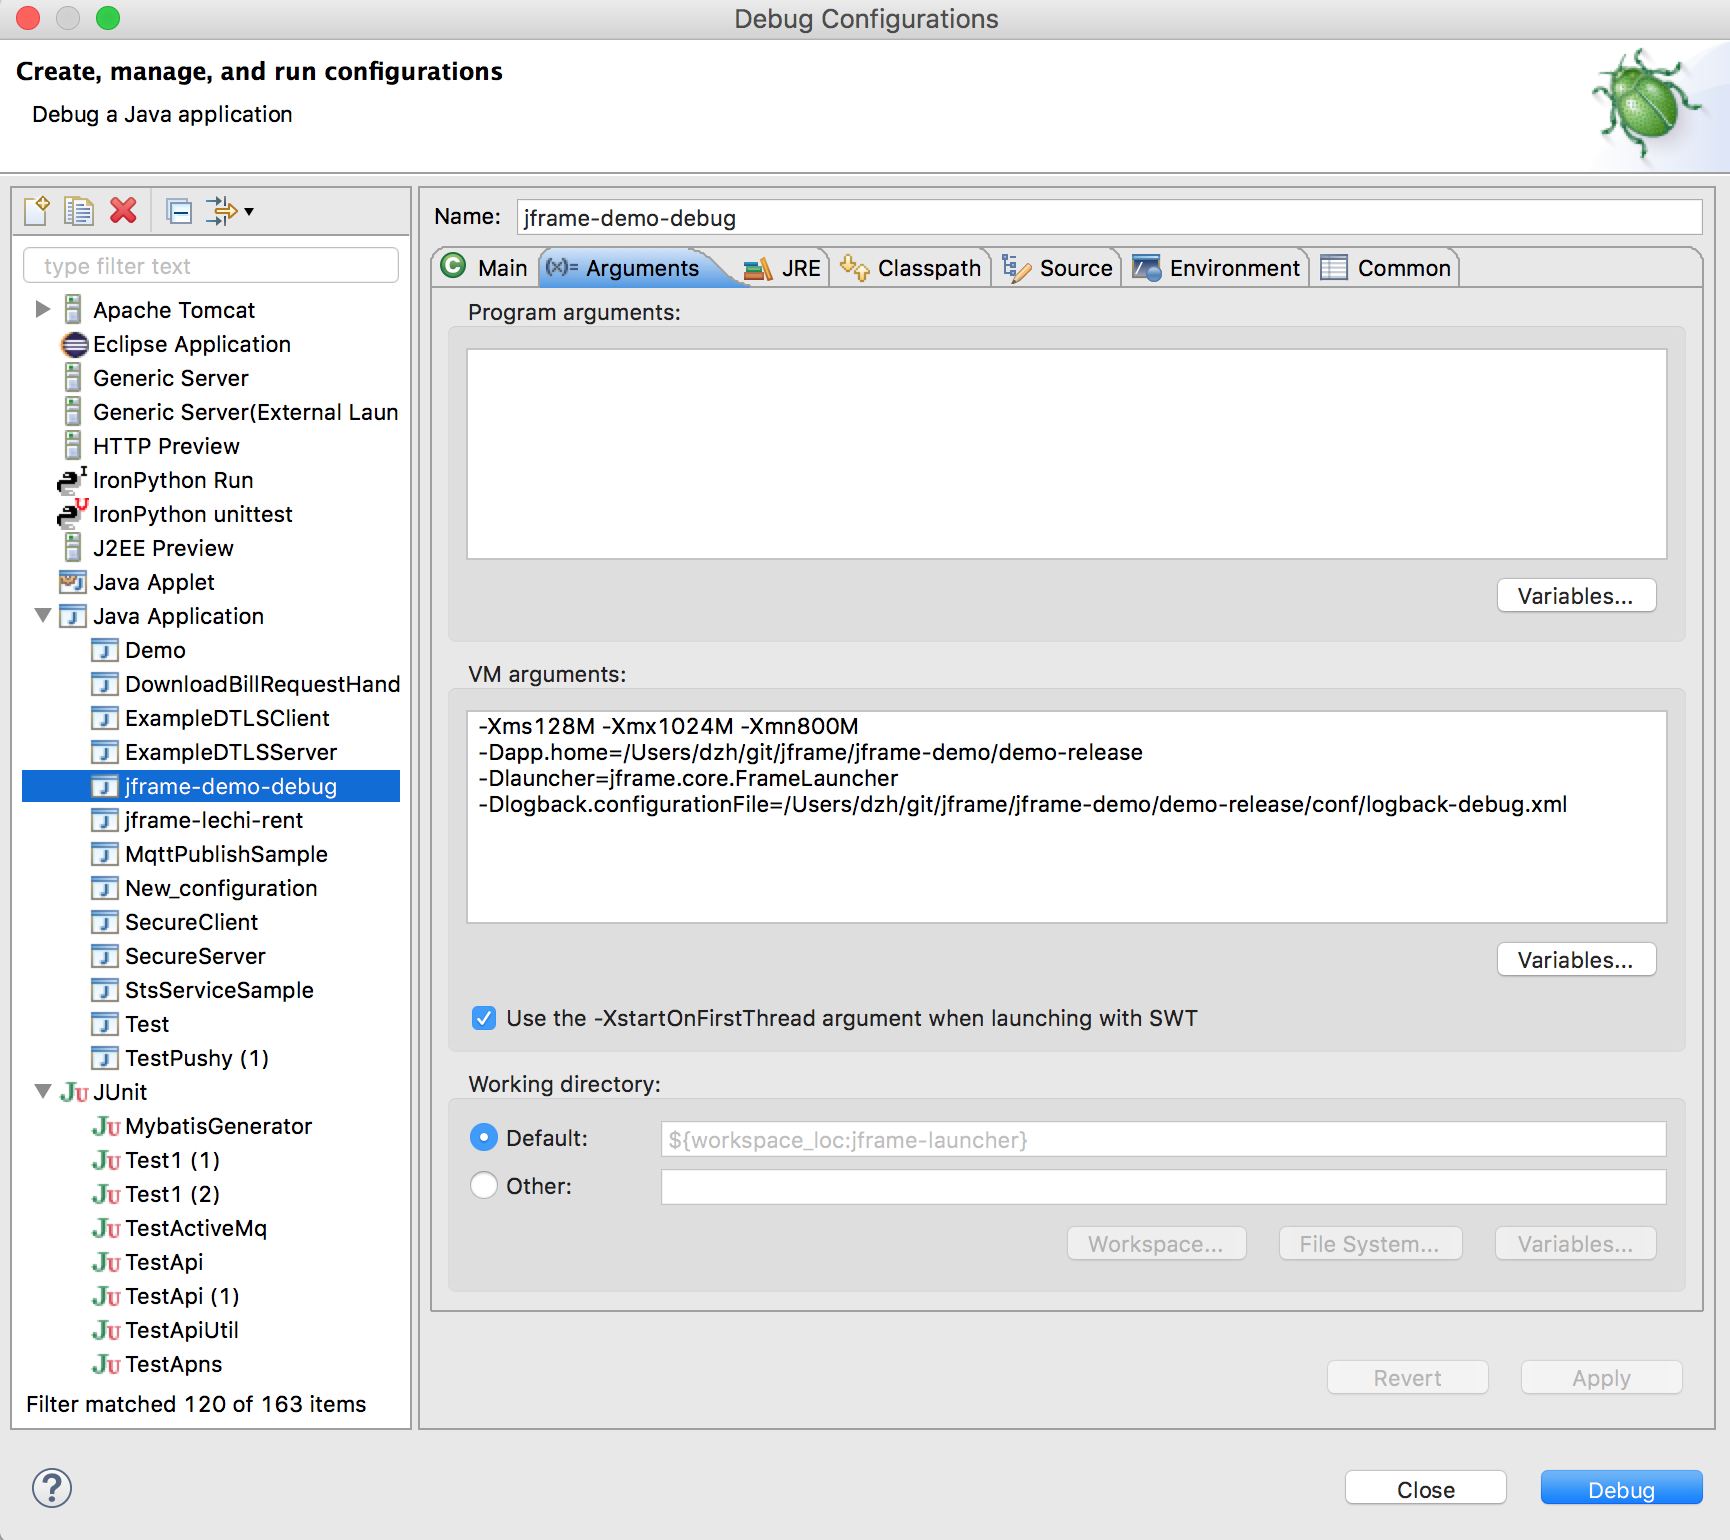 Debug Configurations
Create, manage, and run configurations
Debug a Java application
type filter text
Apache Tomcat
Eclipse Application
Generic Server
Generic Server(External Laun
HTTP Preview
IronPython Run
IronPython unittest
J2EE Preview
Java Applet
Java Application
Demo
DownloadBillRequestHand
ExampleDTLSClient
ExampleDTLSServer
jframe-demo-debug
jframe-lechi-rent
MqttPublishSample
New_configuration
SecureClient
SecureServer
StsServiceSample
Test
TestPushy (1)
JUnit
MybatisGenerator
Test1 (1)
Test1 (2)
TestActiveMq
TestApi
TestApi (1)
TestApiUtil
TestApns
Filter matched 120 of 163 items
Name: jframe-demo-debug
Main (x)= Arguments JRE Classpath Source Environment Common
Program arguments:
Variables...
VM arguments:
-Xms128M -Xmx1024M -Xmn800M
-Dapp.home=/Users/dzh/git/jframe/jframe-demo/demo-release
-Dlauncher=jframe.core.FrameLauncher
-Dlogback.configurationFile=/Users/dzh/git/jframe/jframe-demo/demo-release/conf/logback-debug.xml
Variables...
Use the -XstartOnFirstThread argument when launching with SWT
Working directory:
Default: ${workspace_loc:jframe-launcher}
Other:
Workspace... File System... Variables...
Revert Apply
Close Debug